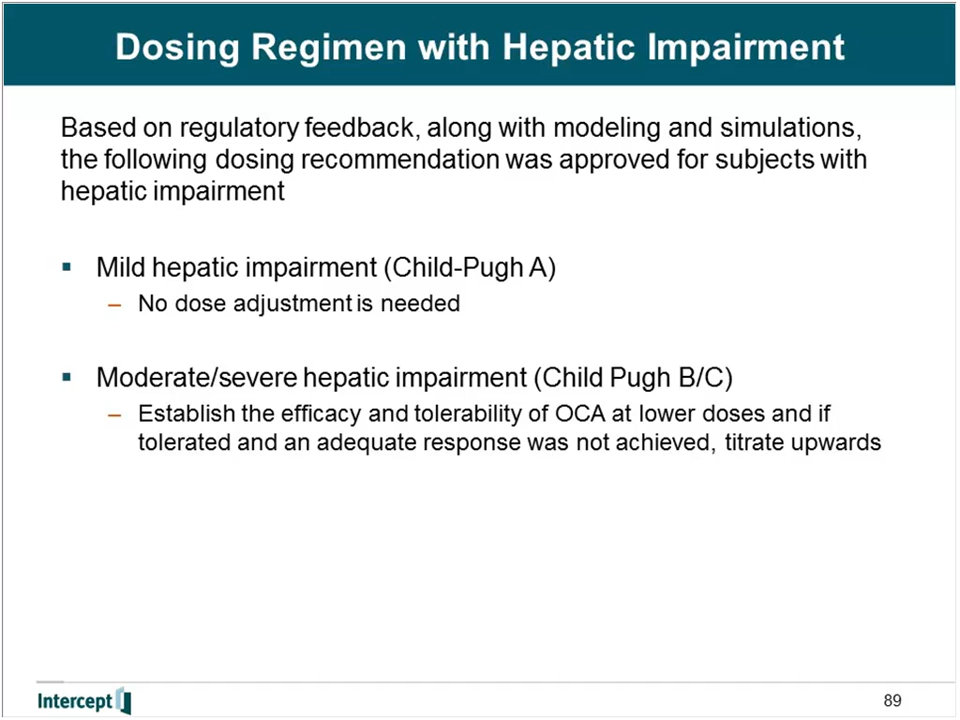 Dosing Regimen with Hepatic Impairment
Based on regulatory feedback, along with modeling and simulations,
the following dosing recommendation was approved for subjects with
hepatic impairment
▪ Mild hepatic impairment (Child-Pugh A)
– No dose adjustment is needed
▪ Moderate/severe hepatic impairment (Child Pugh B/C)
– Establish the efficacy and tolerability of OCA at lower doses and if
tolerated and an adequate response was not achieved, titrate upwards
Intercept
89